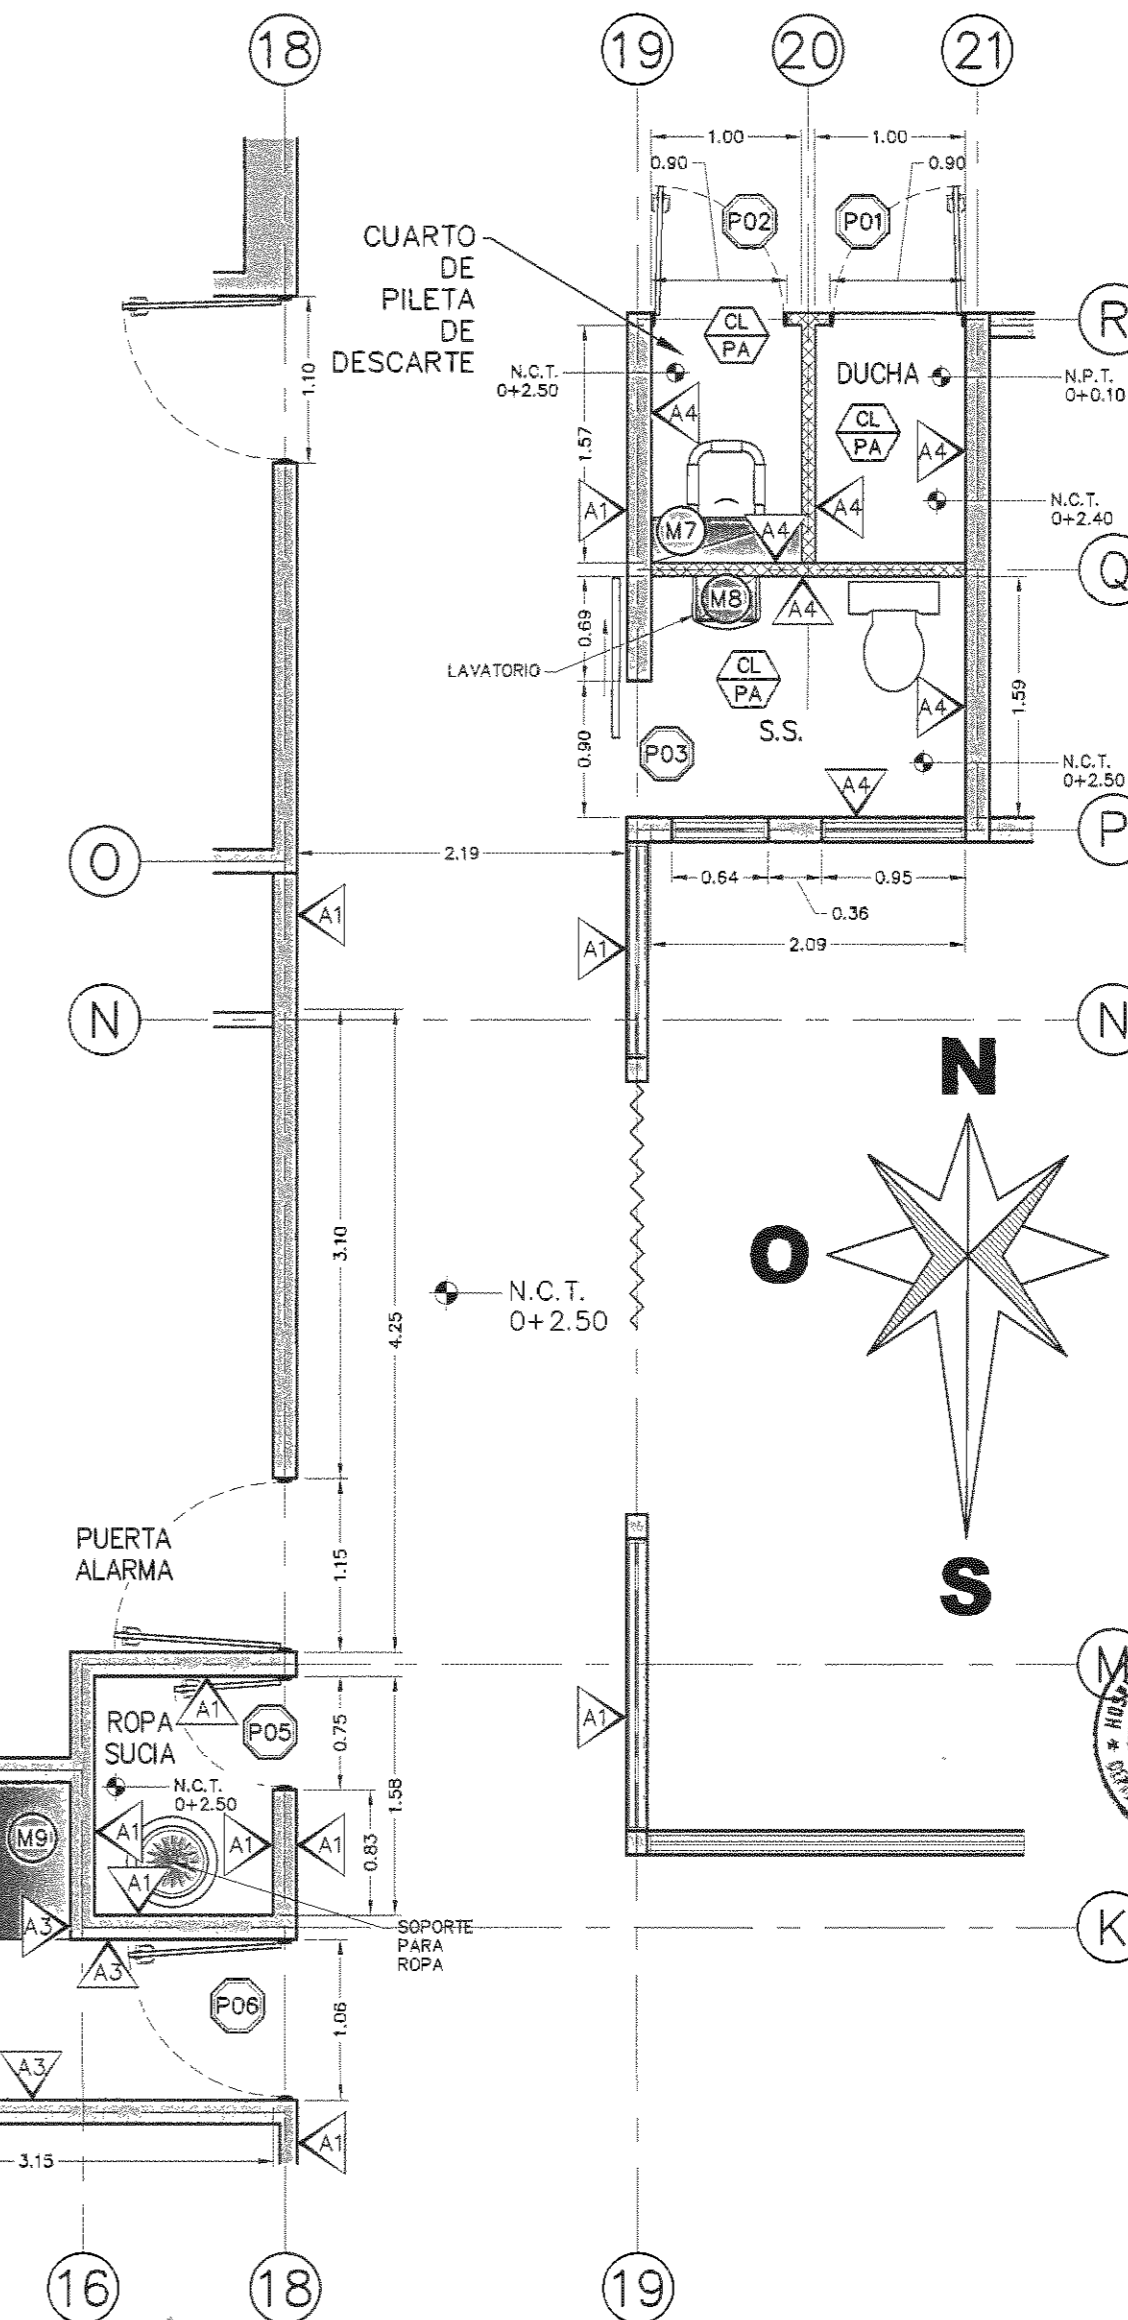 18
19
20
21
1.00
1.00
0.90
0.90
P02
P01
CUARTO
DE
PILETA
DE
DESCARTE
CL
PA
R
N.C.T.
0+2.50
DUCHA
N.P.T.
0+0.10
1.10
A4
CL
PA
A4
1.57
A1
A4
N.C.T.
0+2.40
M7
A4
Q
M8
A4
0.69
LAVATORIO
CL
PA
A4
1.59
S.S.
0.90
P03
N.C.T.
0+2.50
A4
P
O
2.19
0.64
0.95
0.36
A1
A1
2.09
N
N
N
3.10
O
N.C.T.
0+2.50
4.25
PUERTA
ALARMA
1.15
S
M
A1
ROPA
SUCIA
P05
0.75
A1
HOS
N.C.T.
0+2.50
1.58
M9
A1
A1
A1
0.83
A1
A3
SOPORTE
PARA
ROPA
K
A3
P06
1.06
A3
A1
3.15
16
18
19